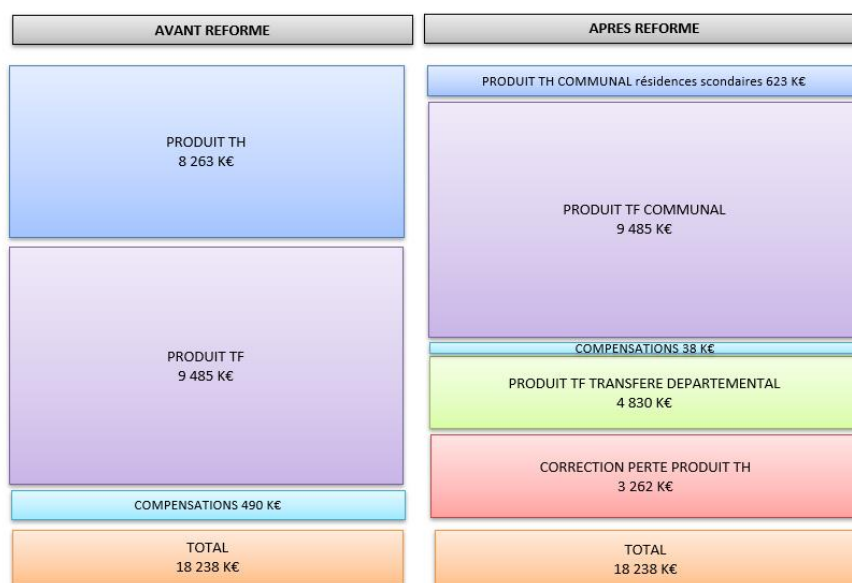 AVANT REFORME
PRODUIT TH
8 263 K€
PRODUIT TF
9 485 K€
COMPENSATIONS 490 K€
TOTAL
18 238 K€
APRES REFORME
PRODUIT TH COMMUNAL résidences scondaires 623 K€
PRODUIT TF COMMUNAL
9 485 K€
COMPENSATIONS 38 K€
PRODUIT TF TRANSFERE DEPARTEMENTAL
4 830 K€
CORRECTION PERTE PRODUIT TH
3 262 K€
TOTAL
18 238 K€